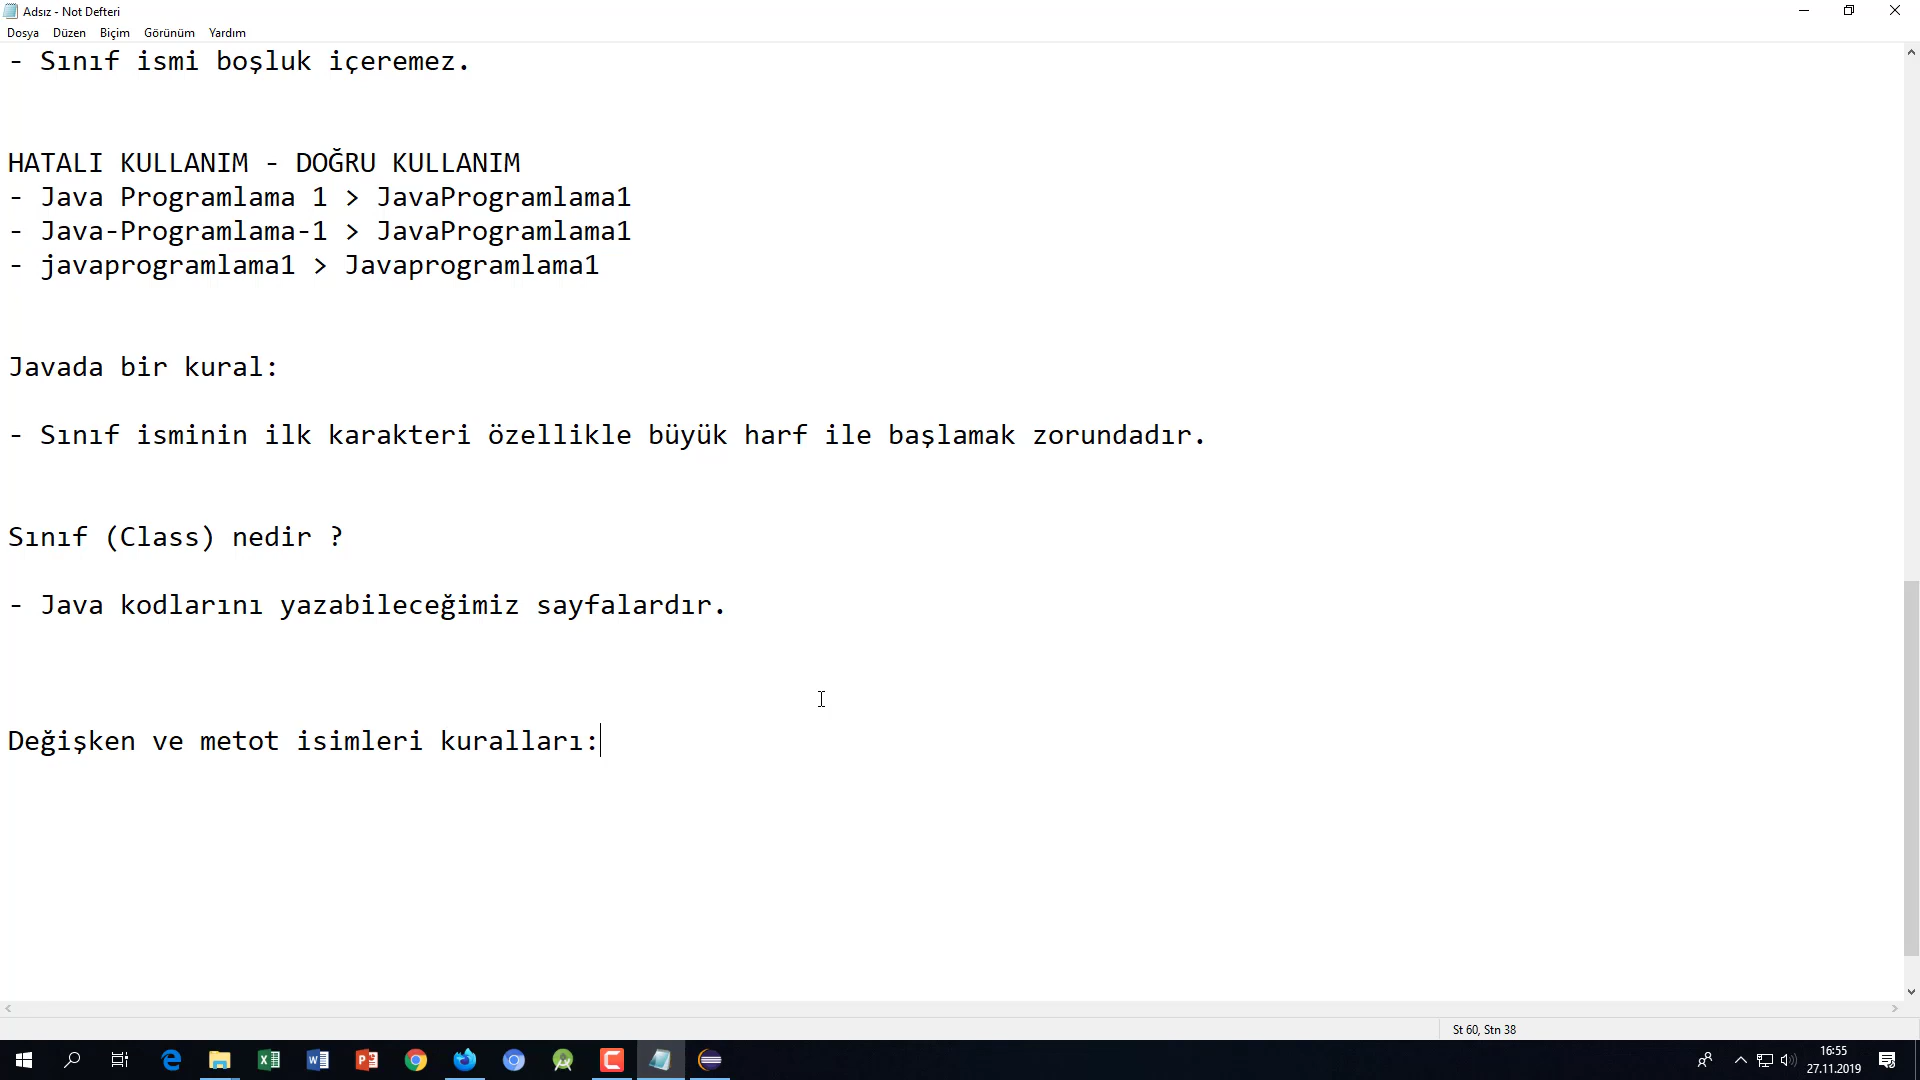 Adsız - Not Defteri
Dosya Düzen Biçim Görünüm Yardım
- Sınıf ismi boşluk içeremez.
HATALI KULLANIM - DOĞRU KULLANIM
- Java Programlama 1 > JavaProgramlama1
- Java-Programlama-1 > JavaProgramlama1
- javaprogramlama1 > Javaprogramlama1
Javada bir kural:
- Sınıf isminin ilk karakteri özellikle büyük harf ile başlamak zorundadır.
Sınıf (Class) nedir ?
- Java kodlarını yazabileceğimiz sayfalardır.
Değişken ve metot isimleri kuralları:
St 60, Stn 38
16:55
27.11.2019